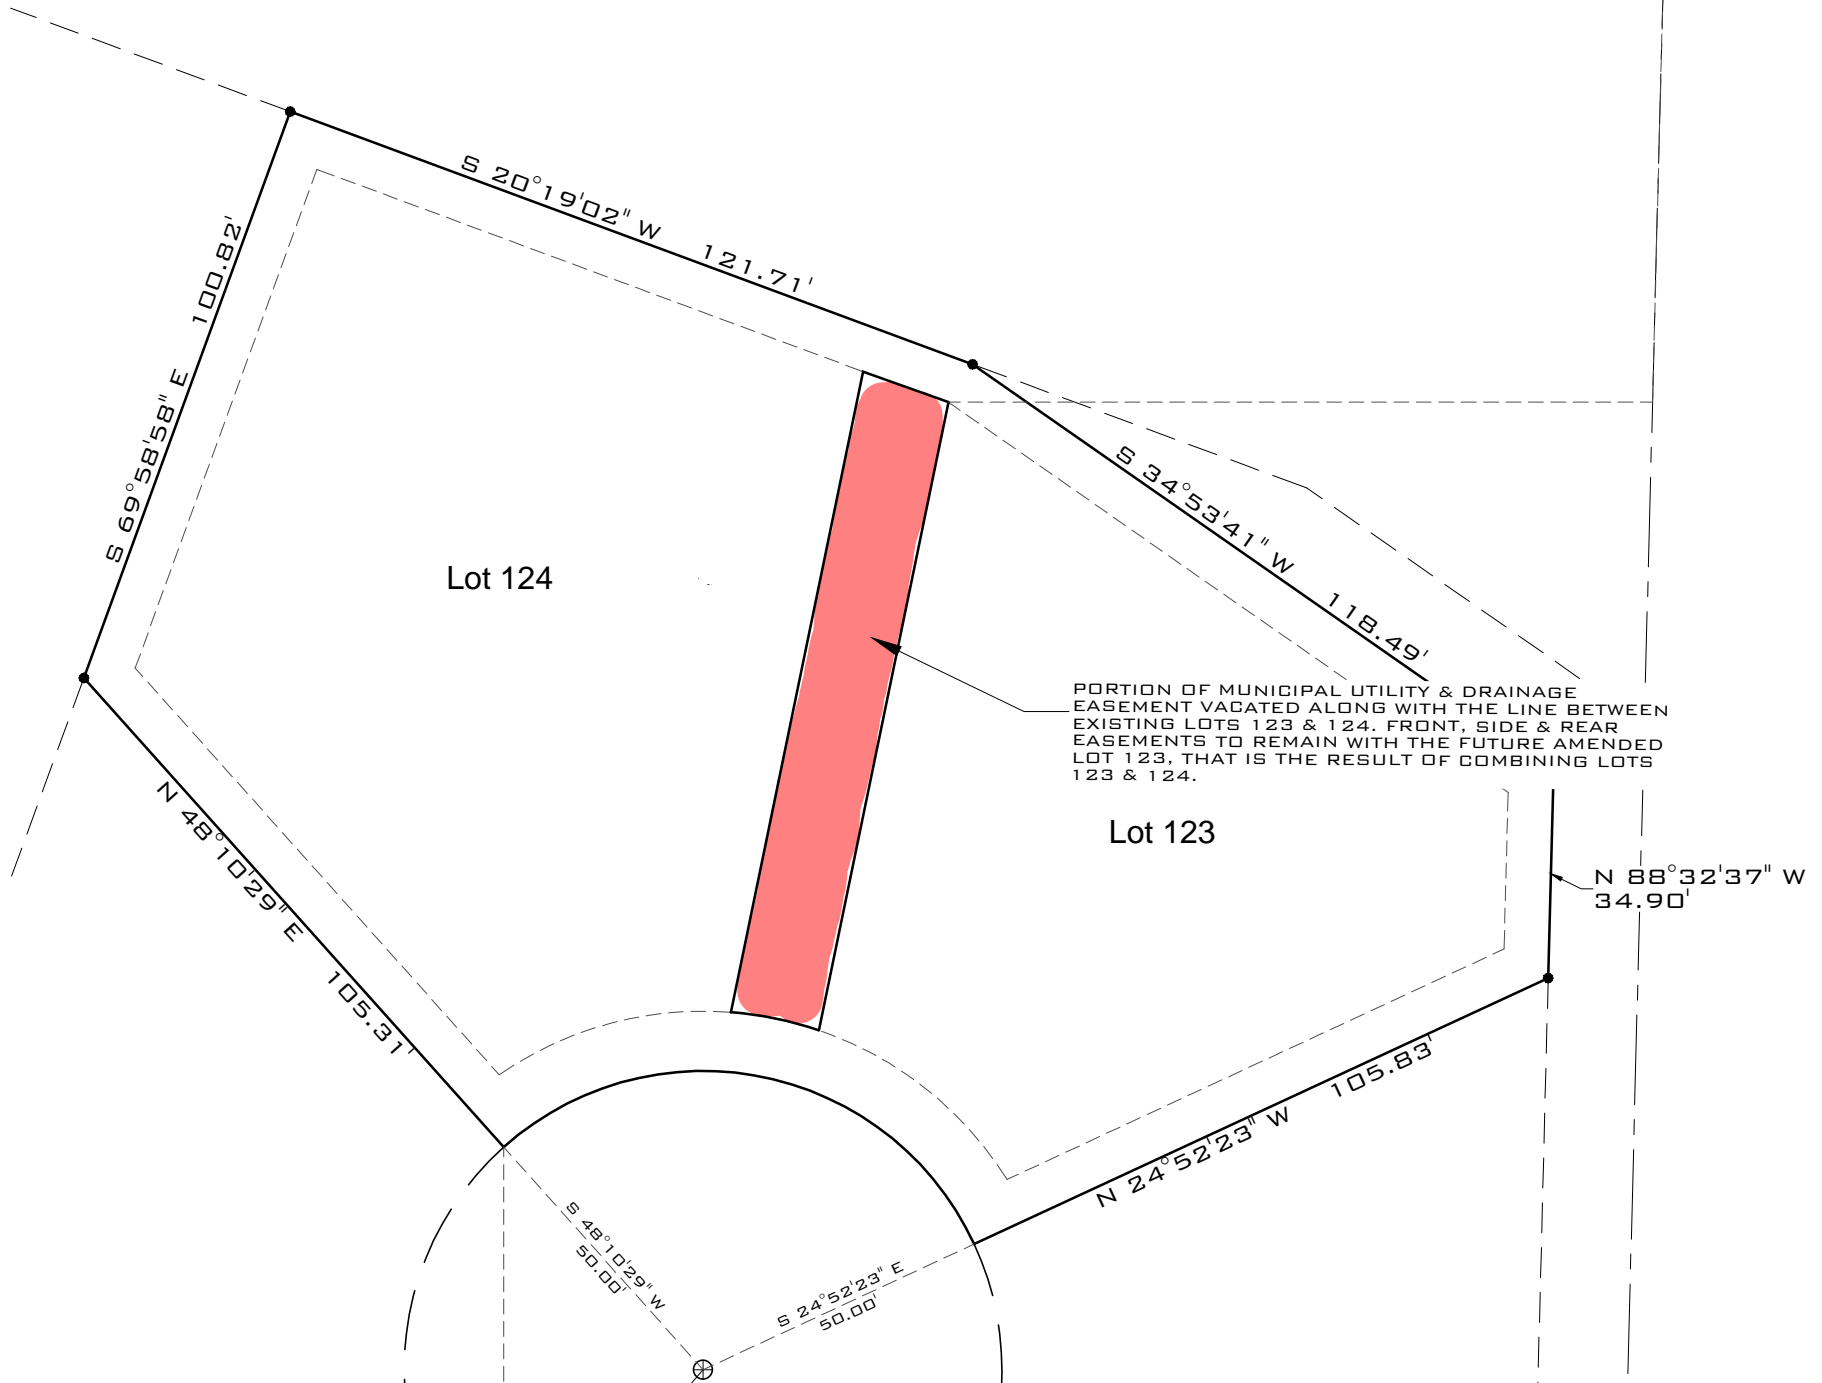 S 20°19'02" W 121.71'
100.82'
S 69°58'58" E
S 34°53'41" W 118.49'
Lot 124
PORTION OF MUNICIPAL UTILITY & DRAINAGE
EASEMENT VACATED ALONG WITH THE LINE BETWEEN
EXISTING LOTS 123 & 124. FRONT, SIDE & REAR
EASEMENTS TO REMAIN WITH THE FUTURE AMENDED
LOT 123, THAT IS THE RESULT OF COMBINING LOTS
123 & 124.
Lot 123
N 88°32'37" W
34.90'
N 48°10'29" E 105.31'
N 24°52'23" W 105.83'
S 48°10'29" W
50.00'
S 24°52'23" E
50.00'